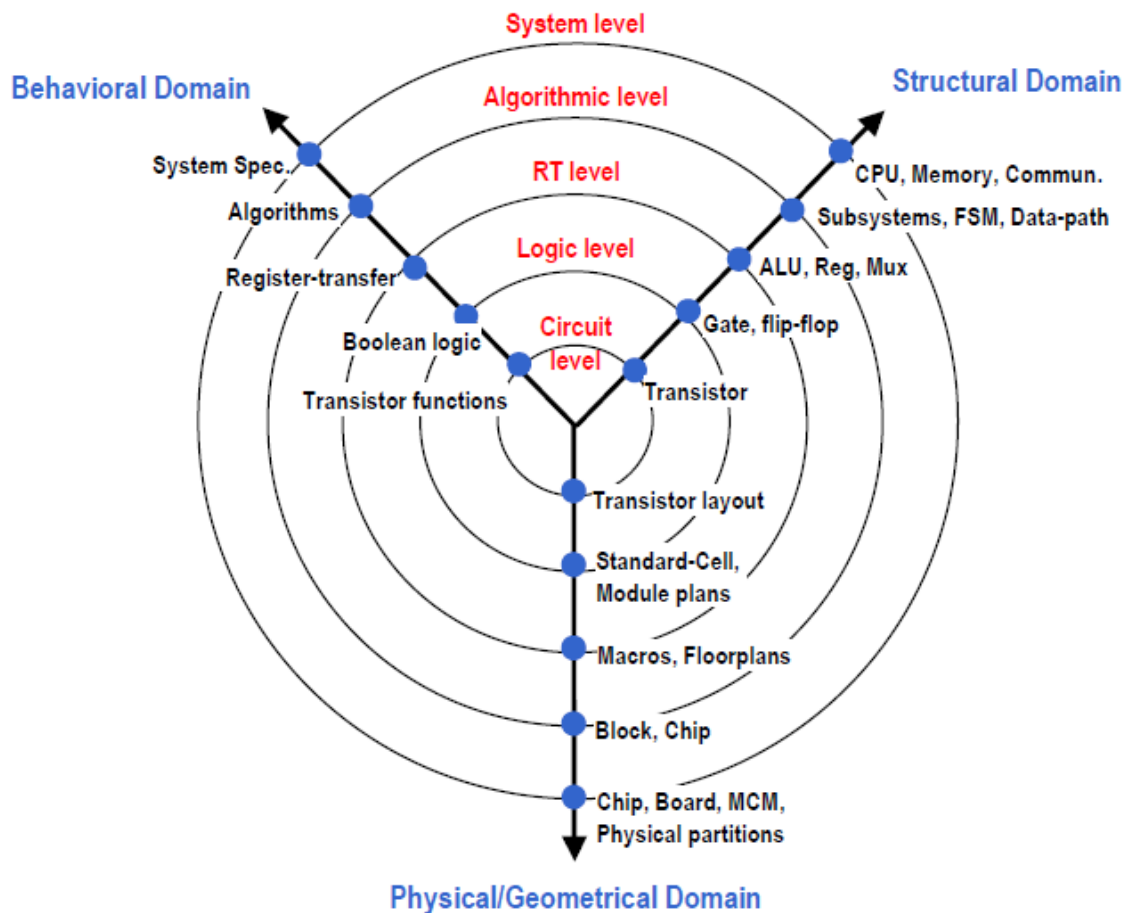 System level
Behavioral Domain
Structural Domain
Algorithmic level
System Spec.
CPU, Memory, Commun.
RT level
Algorithms
Subsystems, FSM, Data-path
Logic level
Register-transfer
ALU, Reg, Mux
Circuit
level
Boolean logic
Gate, flip-flop
Transistor functions
Transistor
Transistor layout
Standard-Cell,
Module plans
Macros, Floorplans
Block, Chip
Chip, Board, MCM,
Physical partitions
Physical/Geometrical Domain